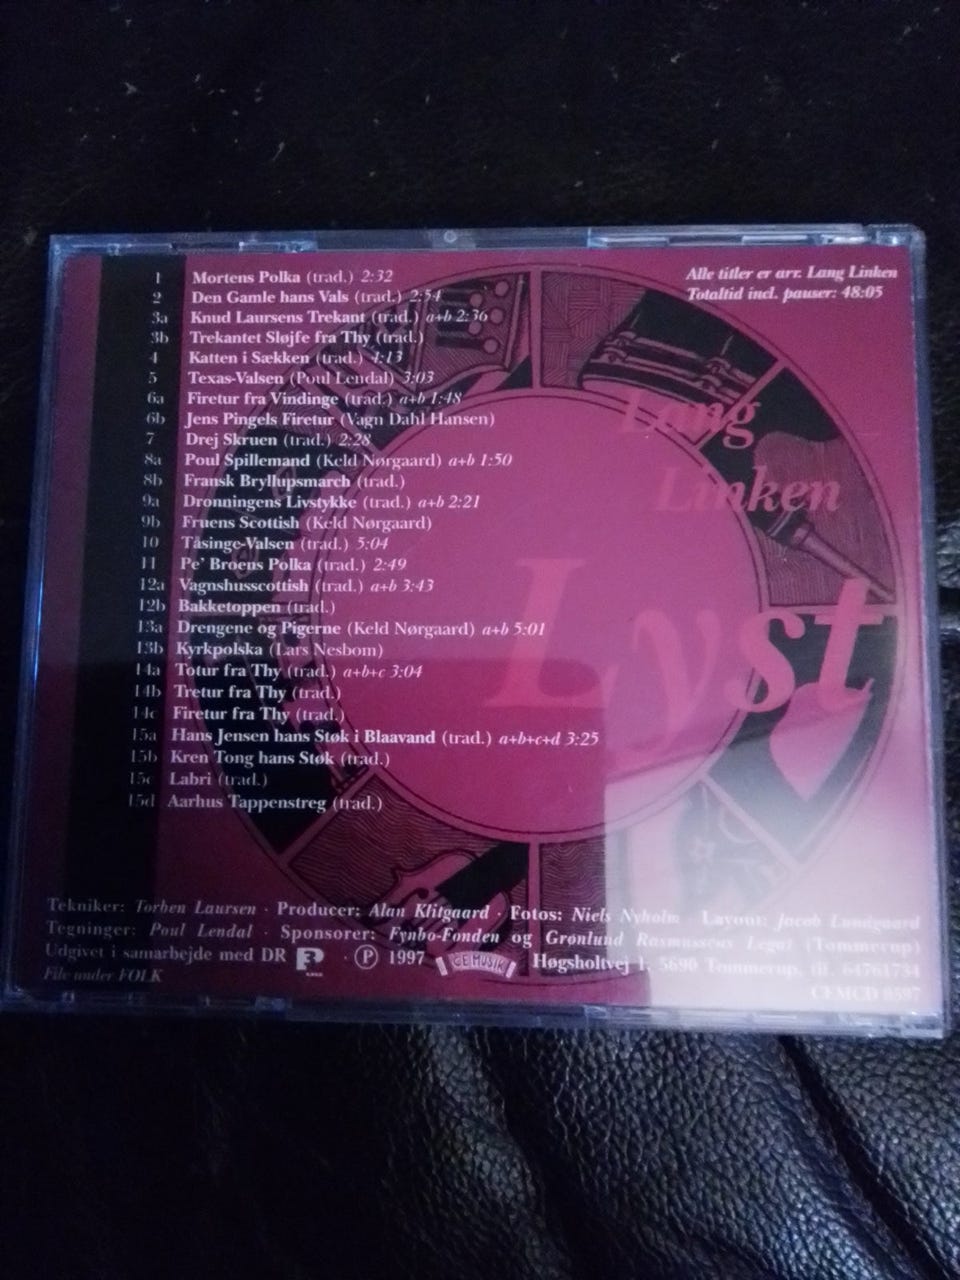 1 Mortens Polka (trad.) 2:32
2 Den Gamle hans Vals (trad.) 2:54
3a Knud Laursens Trekant (trad.) a+b 2:36
3b Trekantet Sløjfe fra Thy (trad.)
4 Katten i Sækken (trad.) 4:13
5 Texas-Valsen (Poul Lendal) 3:03
6a Firetur fra Vindinge (trad.) a+b 1:48
6b Jens Pingels Firetur (Vagn Dahl Hansen)
7 Drej Skruen (trad.) 2:28
8a Poul Spillemand (Keld Nørgaard) a+b 1:50
8b Fransk Bryllupsmarch (trad.)
9a Dronningens Livstykke (trad.) a+b 2:21
9b Fruens Scottish (Keld Nørgaard)
10 Tåsinge-Valsen (trad.) 5:04
11 Pe' Broens Polka (trad.) 2:49
12a Vagnshusscottish (trad.) a+b 3:43
12b Bakketoppen (trad.)
13a Drengene og Pigerne (Keld Nørgaard) a+b 5:01
13b Kyrkpolska (Lars Nesbom)
14a Totur fra Thy (trad.) a+b+c 3:04
14b Tretur fra Thy (trad.)
14c Firetur fra Thy (trad.)
15a Hans Jensen hans Støk i Blaavand (trad.) a+b+c+d 3:25
15b Kren Tong hans Støk (trad.)
15c Labri (trad.)
15d Aarhus Tappenstreg (trad.)
Alle titler er arr. Lang Linken
Totaltid incl. pauser: 48:05
Lang
Linken
Lyst
Tekniker: Torben Laursen · Producer: Alan Klitgaard · Fotos: Niels Nyholm · Layout: Jacob Lundgaard
Tegninger: Poul Lendal · Sponsorer: Fynbo-Fonden og Grønlund Rasmussens Legat (Tommerup)
Udgivet i samarbejde med DR P · ℗ 1997 CE MUSIK Høgsholtvej 1, 5690 Tommerup, tlf. 64761734
File under FOLK
CEMCD 9597